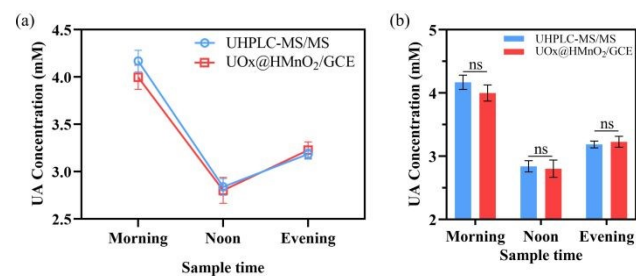 (a)
UHPLC-MS/MS
UOx@HMnO₂/GCE
UA Concentration (mM)
4.5
4.0
3.5
3.0
2.5
Morning Noon Evening
Sample time
(b)
UHPLC-MS/MS
UOx@HMnO₂/GCE
UA Concentration (mM)
5
4
3
2
ns
ns
ns
Morning Noon Evening
Sample time